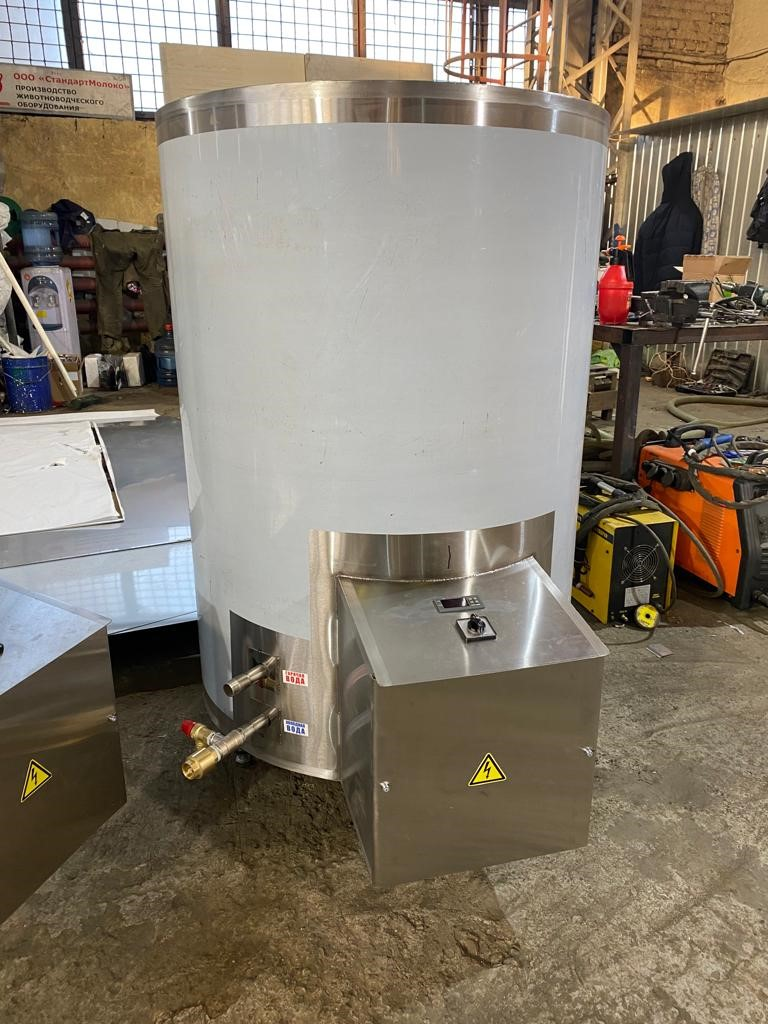 ООО «СтандартМолоко»
ПРОИЗВОДСТВО
ЖИВОТНОВОДЧЕСКОГО
ОБОРУДОВАНИЯ
ГОРЯЧАЯ
ВОДА
ХОЛОДНАЯ
ВОДА